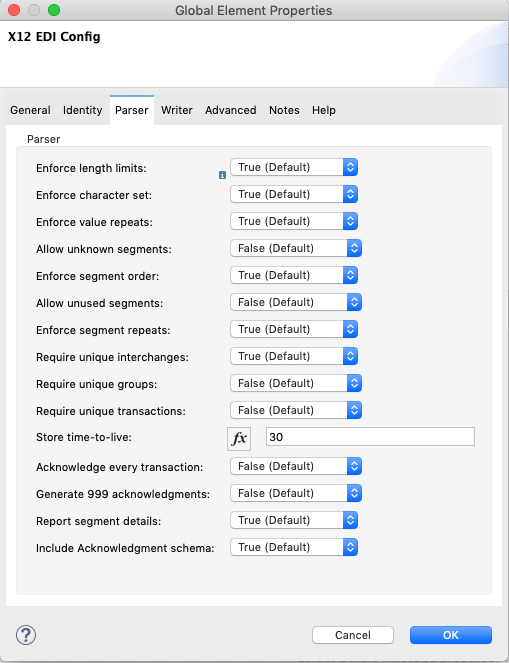 Global Element Properties
X12 EDI Config
General Identity Parser Writer Advanced Notes Help
Parser
Enforce length limits: True (Default)
Enforce character set: True (Default)
Enforce value repeats: True (Default)
Allow unknown segments: False (Default)
Enforce segment order: True (Default)
Allow unused segments: False (Default)
Enforce segment repeats: True (Default)
Require unique interchanges: True (Default)
Require unique groups: False (Default)
Require unique transactions: False (Default)
Store time-to-live: fx 30
Acknowledge every transaction: False (Default)
Generate 999 acknowledgments: False (Default)
Report segment details: True (Default)
Include Acknowledgment schema: True (Default)
? Cancel OK